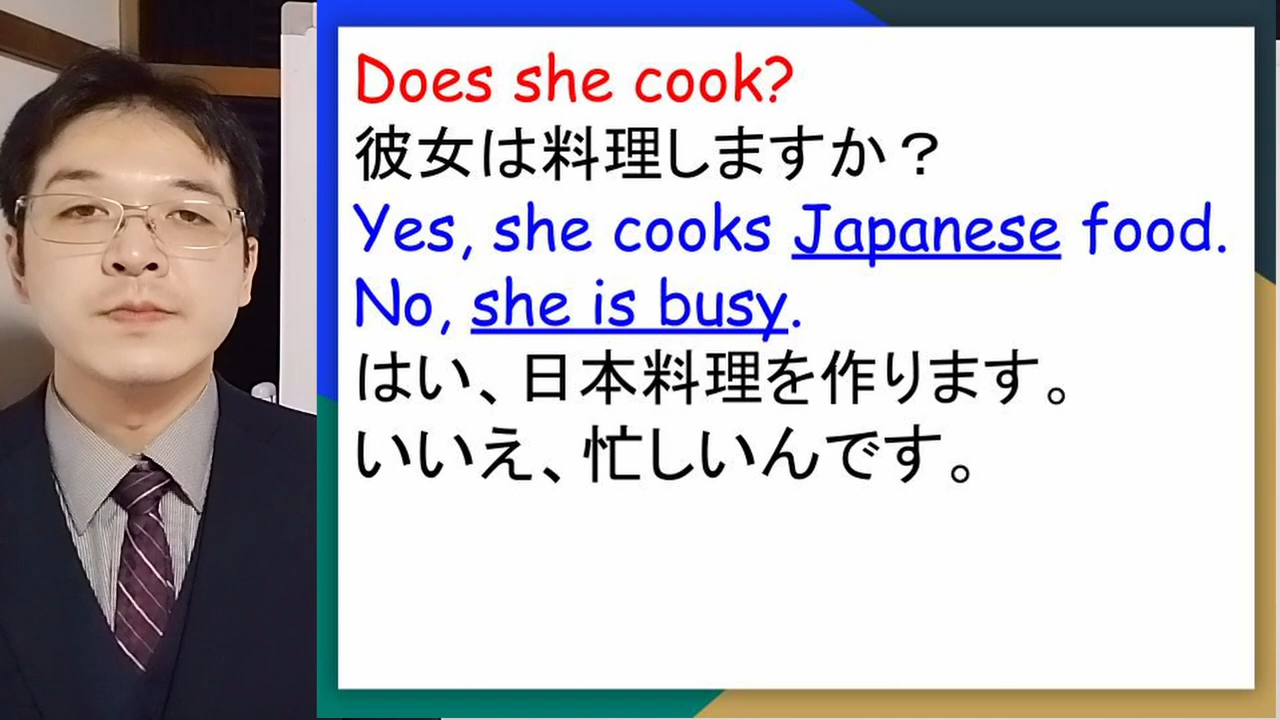 Does she cook?
彼女は料理しますか？
Yes, she cooks Japanese food.
No, she is busy.
はい、日本料理を作ります。
いいえ、忙しいんです。